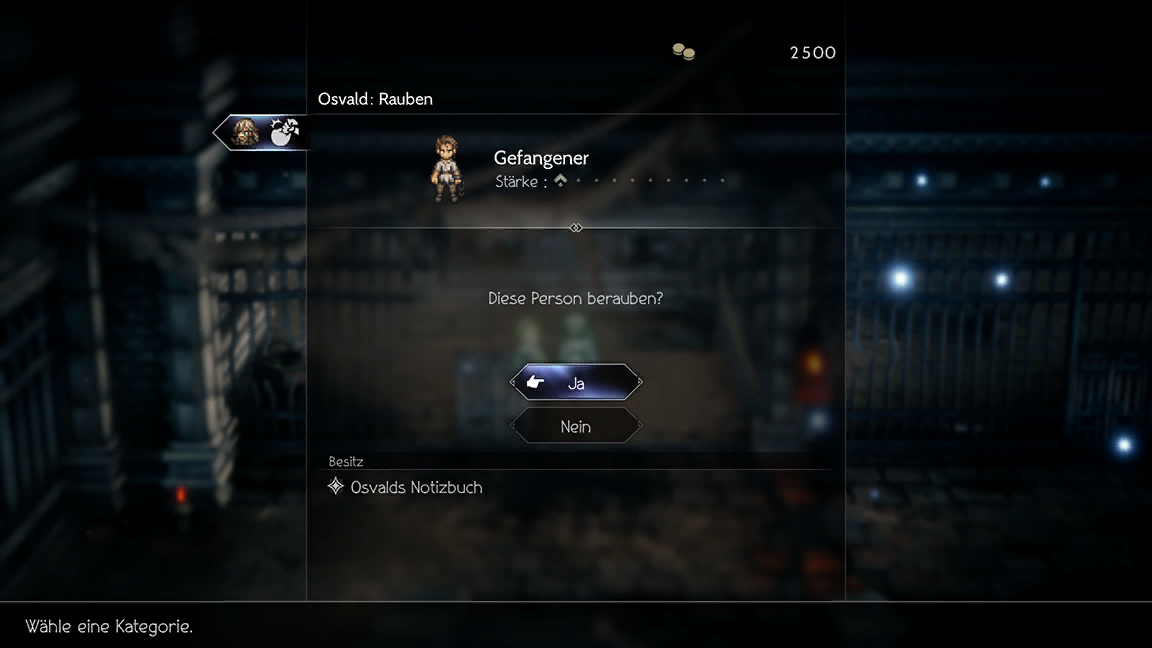 2500
Osvald: Rauben
Gefangener
Stärke :
Diese Person berauben?
Ja
Nein
Besitz
Osvalds Notizbuch
Wähle eine Kategorie.